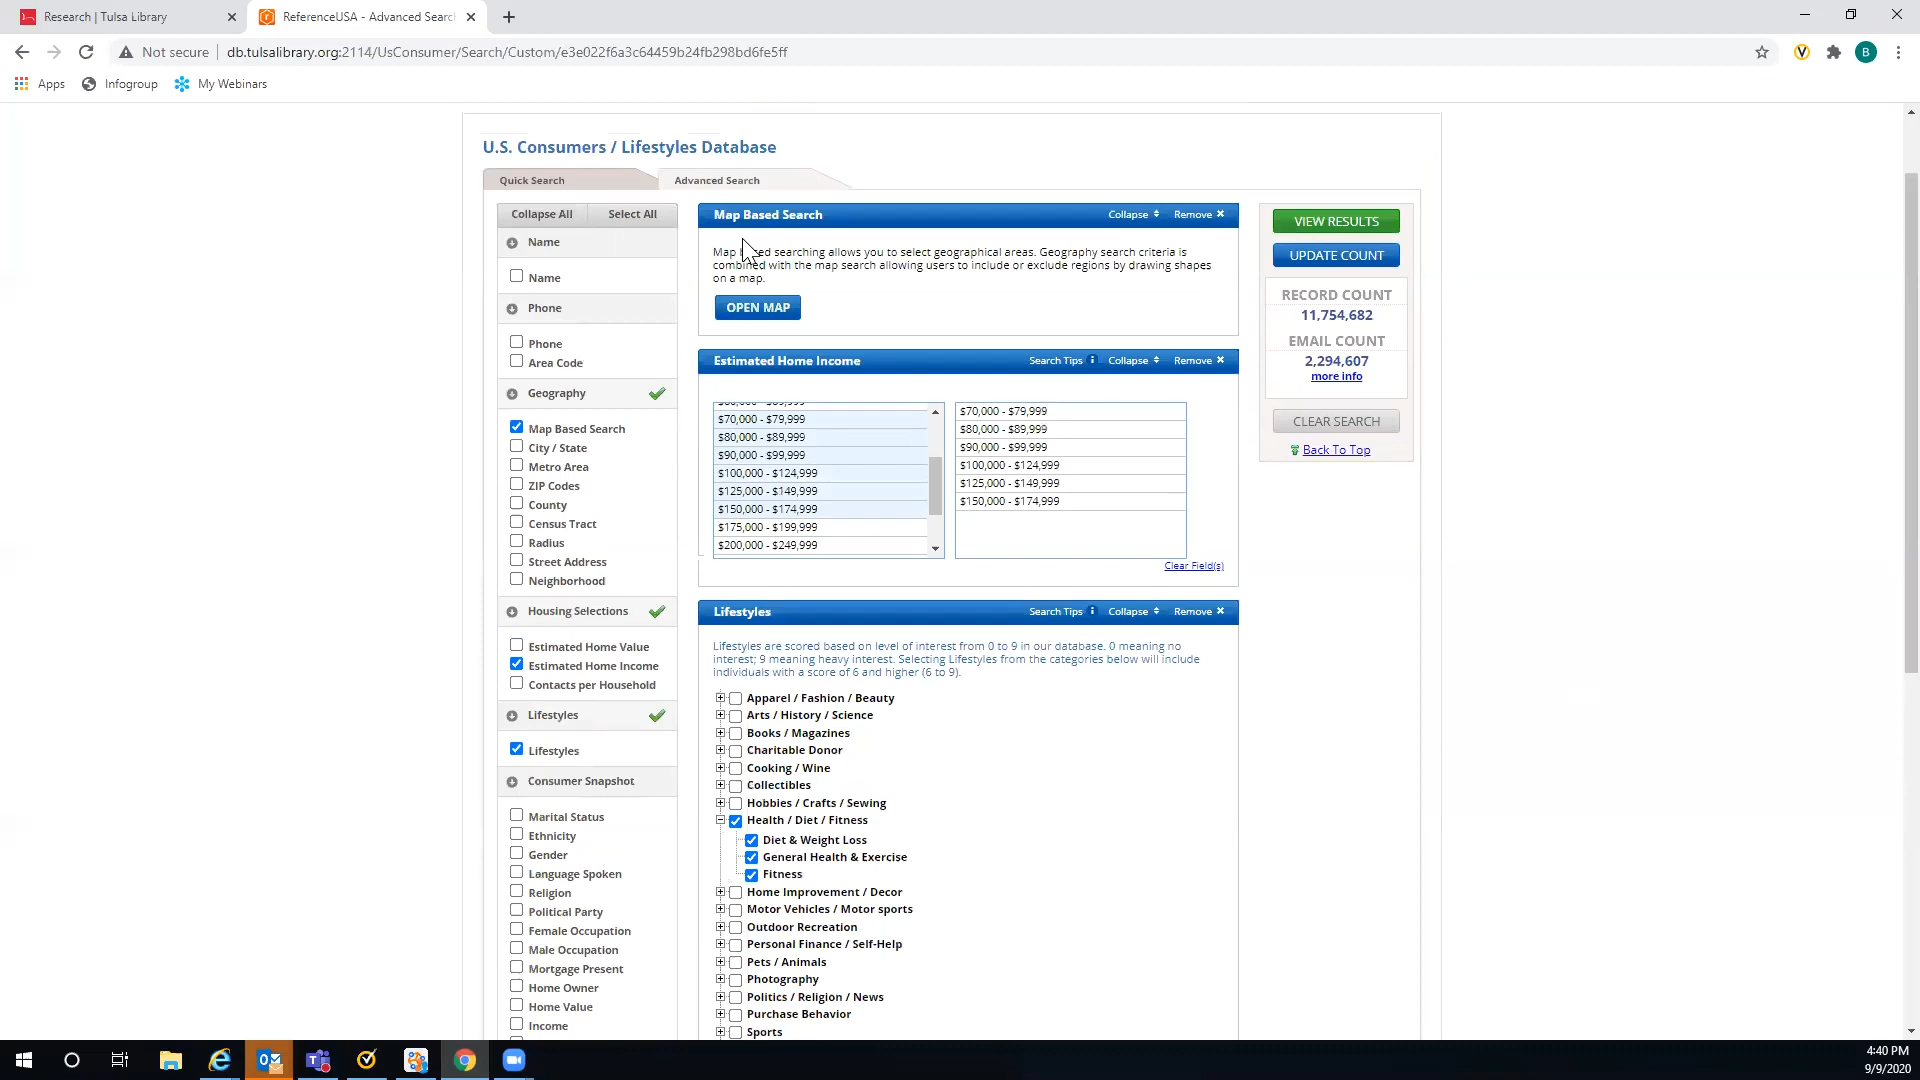 Research | Tulsa Library
ReferenceUSA - Advanced Searc
Not secure
db.tulsalibrary.org:2114/UsConsumer/Search/Custom/e3e022f6a3c64459b24fb298bd6fe5ff
B
Apps
Infogroup
My Webinars
U.S. Consumers / Lifestyles Database
Quick Search
Advanced Search
Collapse All
Select All
Name
Name
Phone
Phone
Area Code
Geography
Map Based Search
City / State
Metro Area
ZIP Codes
County
Census Tract
Radius
Street Address
Neighborhood
Housing Selections
Estimated Home Value
Estimated Home Income
Contacts per Household
Lifestyles
Lifestyles
Consumer Snapshot
Marital Status
Ethnicity
Gender
Language Spoken
Religion
Political Party
Female Occupation
Male Occupation
Mortgage Present
Home Owner
Home Value
Income
Map Based Search
Collapse
Remove
Map based searching allows you to select geographical areas. Geography search criteria is
combined with the map search allowing users to include or exclude regions by drawing shapes
on a map.
OPEN MAP
Estimated Home Income
Search Tips
Collapse
Remove
$70,000 - $79,999
$80,000 - $89,999
$90,000 - $99,999
$100,000 - $124,999
$125,000 - $149,999
$150,000 - $174,999
$175,000 - $199,999
$200,000 - $249,999
$70,000 - $79,999
$80,000 - $89,999
$90,000 - $99,999
$100,000 - $124,999
$125,000 - $149,999
$150,000 - $174,999
Clear Field(s)
Lifestyles
Search Tips
Collapse
Remove
Lifestyles are scored based on level of interest from 0 to 9 in our database. 0 meaning no
interest; 9 meaning heavy interest. Selecting Lifestyles from the categories below will include
individuals with a score of 6 and higher (6 to 9).
Apparel / Fashion / Beauty
Arts / History / Science
Books / Magazines
Charitable Donor
Cooking / Wine
Collectibles
Hobbies / Crafts / Sewing
Health / Diet / Fitness
Diet & Weight Loss
General Health & Exercise
Fitness
Home Improvement / Decor
Motor Vehicles / Motor sports
Outdoor Recreation
Personal Finance / Self-Help
Pets / Animals
Photography
Politics / Religion / News
Purchase Behavior
Sports
VIEW RESULTS
UPDATE COUNT
RECORD COUNT
11,754,682
EMAIL COUNT
2,294,607
more info
CLEAR SEARCH
Back To Top
4:40 PM
9/9/2020